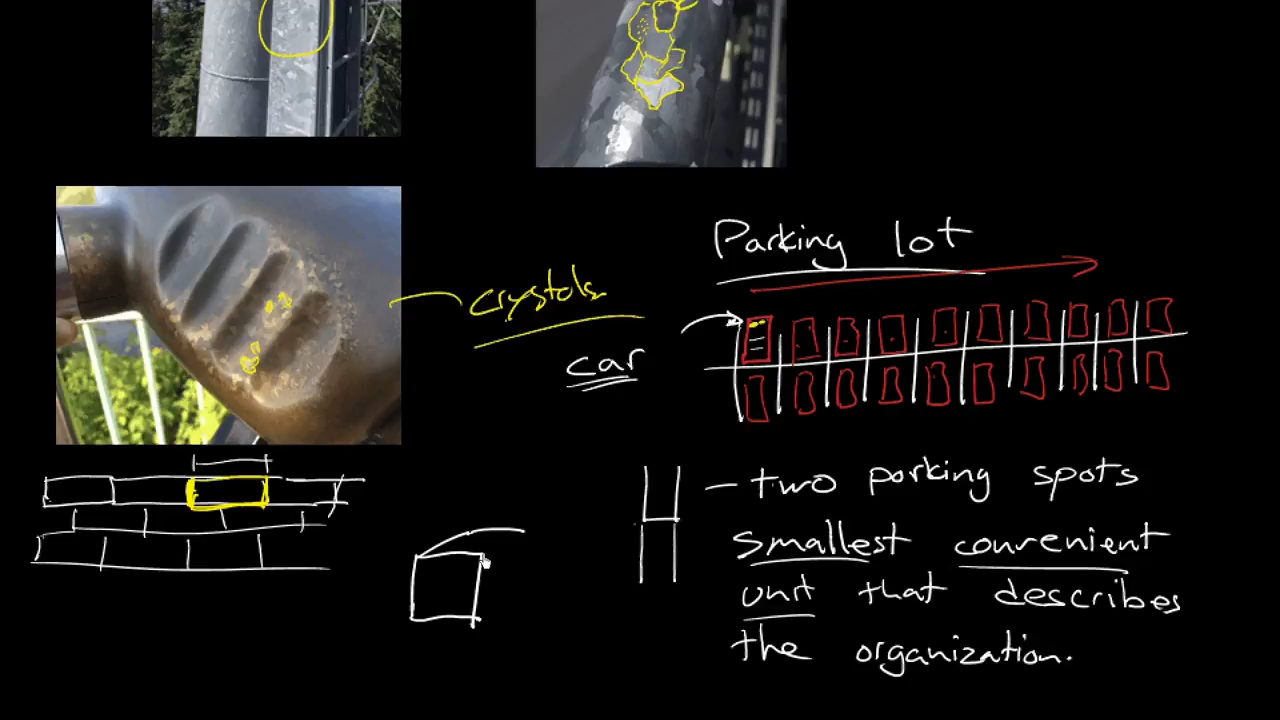 Parking lot
crystals
car
– two parking spots
smallest convenient
unit that describes
the organization.